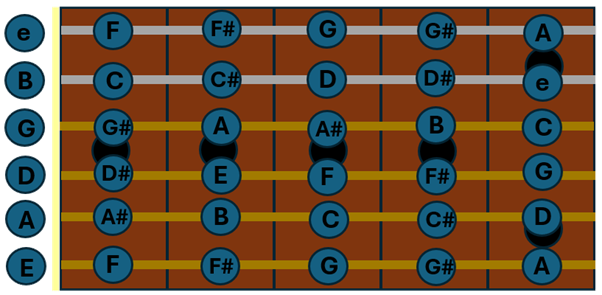 e F F# G G# A
B C C# D D# e
G G# A A# B C
D D# E F F# G
A A# B C C# D
E F F# G G# A